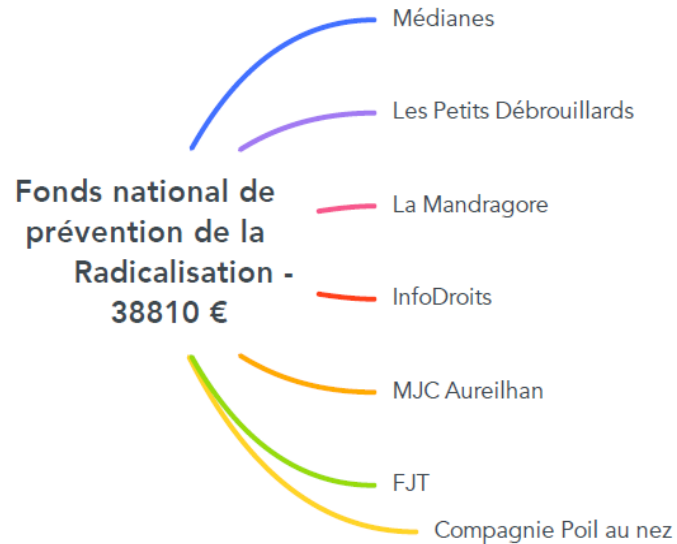 Médianes
Les Petits Débrouillards
Fonds national de
prévention de la
Radicalisation -
38810 €
La Mandragore
InfoDroits
MJC Aureilhan
FJT
Compagnie Poil au nez